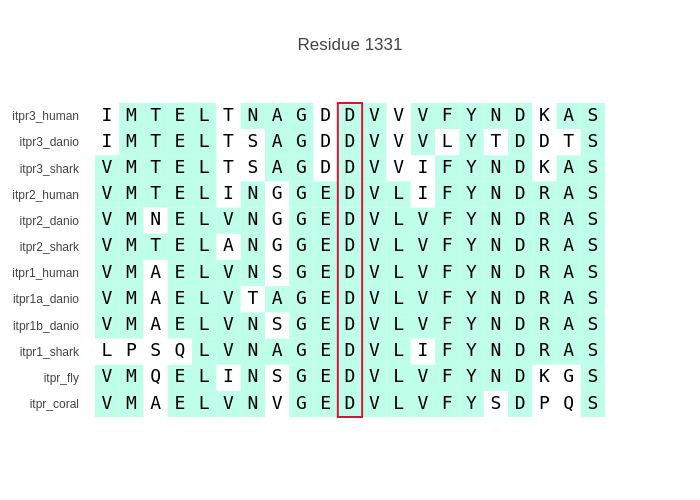 Residue 1331
itpr3_human I M T E L T N A G D D V V V F Y N D K A S
itpr3_danio I M T E L T S A G D D V V V L Y T D D T S
itpr3_shark V M T E L T S A G D D V V I F Y N D K A S
itpr2_human V M T E L I N G G E D V L I F Y N D R A S
itpr2_danio V M N E L V N G G E D V L V F Y N D R A S
itpr2_shark V M T E L A N G G E D V L V F Y N D R A S
itpr1_human V M A E L V N S G E D V L V F Y N D R A S
itpr1a_danio V M A E L V T A G E D V L V F Y N D R A S
itpr1b_danio V M A E L V N S G E D V L V F Y N D R A S
itpr1_shark L P S Q L V N A G E D V L I F Y N D R A S
itpr_fly V M Q E L I N S G E D V L V F Y N D K G S
itpr_coral V M A E L V N V G E D V L V F Y S D P Q S